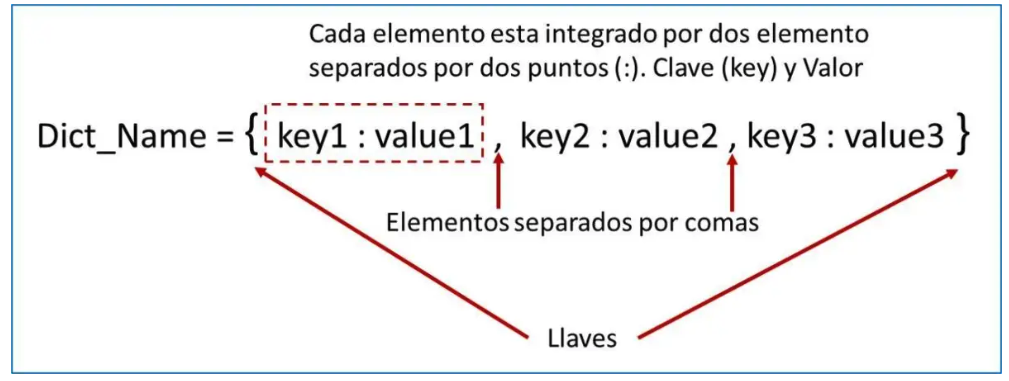 Cada elemento esta integrado por dos elemento
separados por dos puntos (:). Clave (key) y Valor
Dict_Name = { key1 : value1 , key2 : value2 , key3 : value3 }
Elementos separados por comas
Llaves